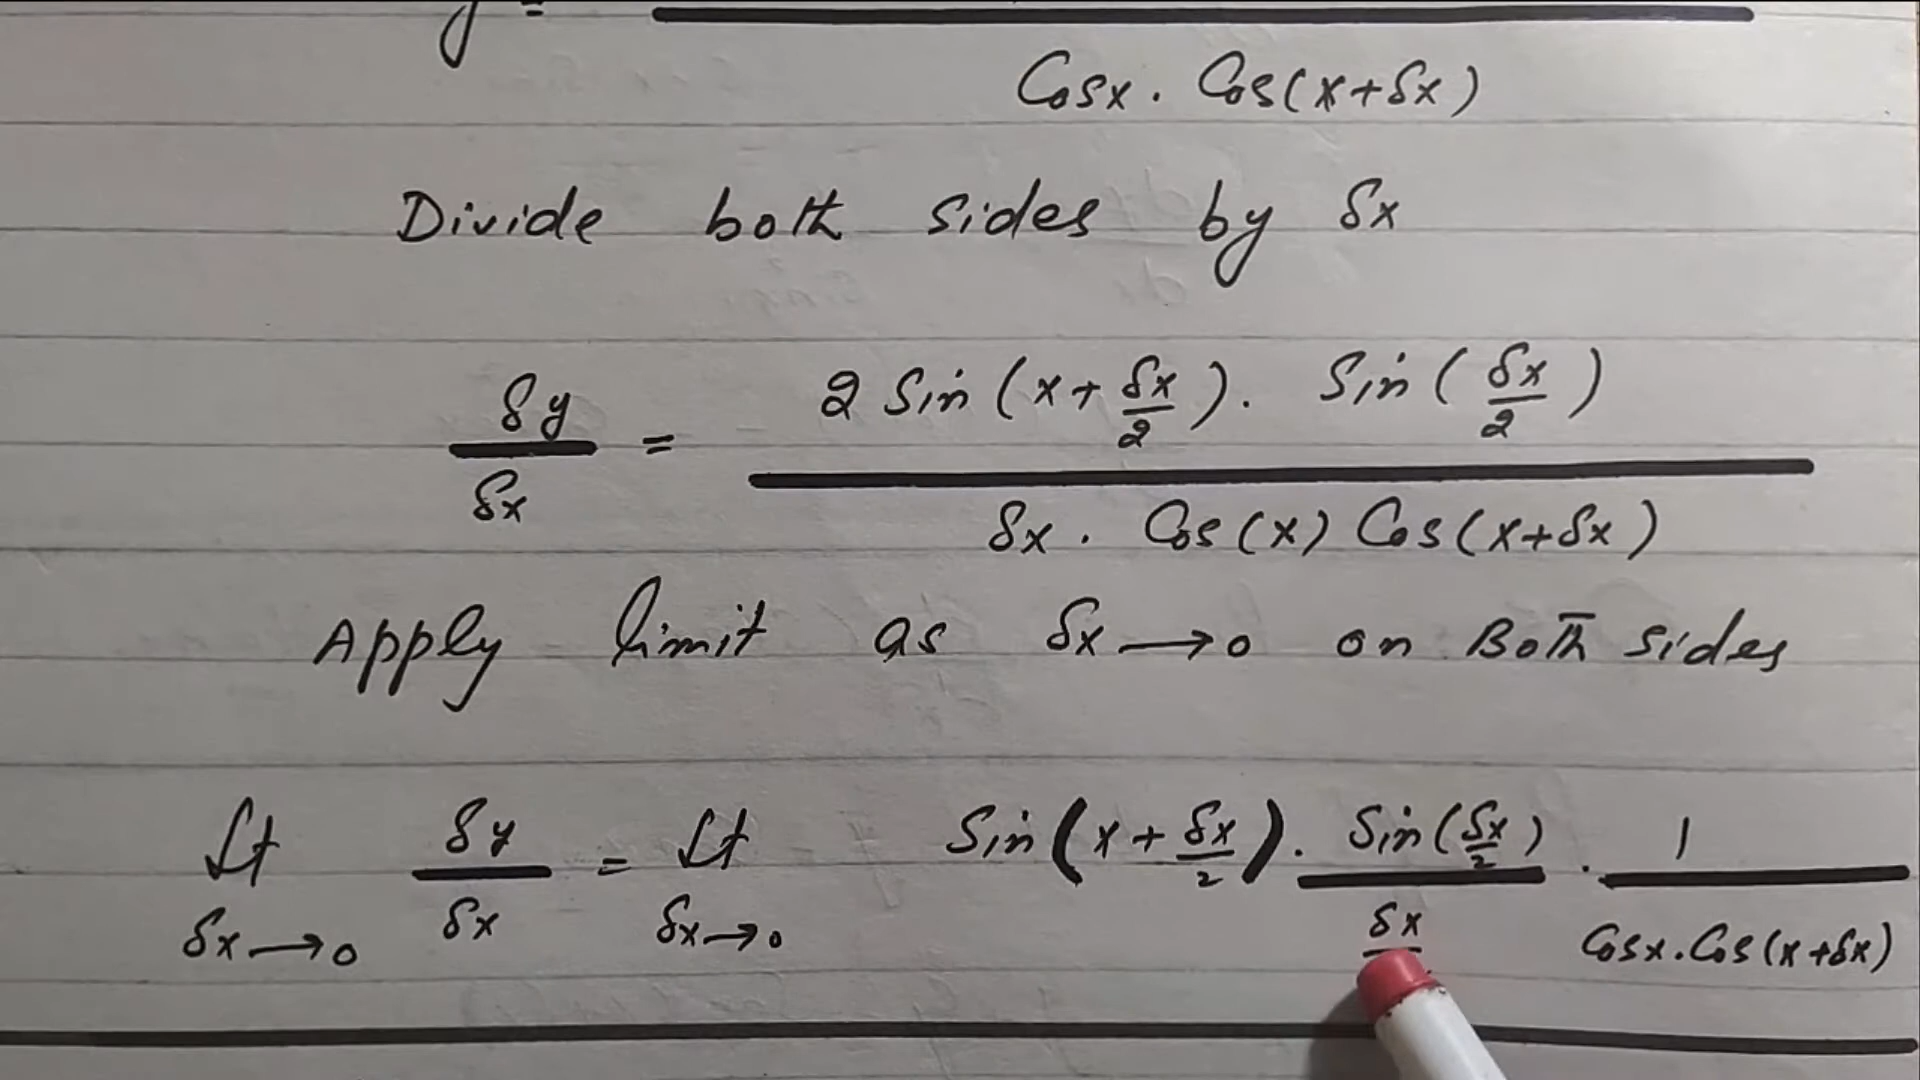 y =
Cosx . Cos(x+δx)
Divide both sides by δx
δy/δx = 2 Sin(x+δx/2). Sin(δx/2) / δx . Cos(x) Cos(x+δx)
Apply limit as δx→0 on Both sides
Lt δx→0 δy/δx = Lt δx→0 Sin(x+δx/2). Sin(δx/2)/δx . 1/Cosx.Cos(x+δx)